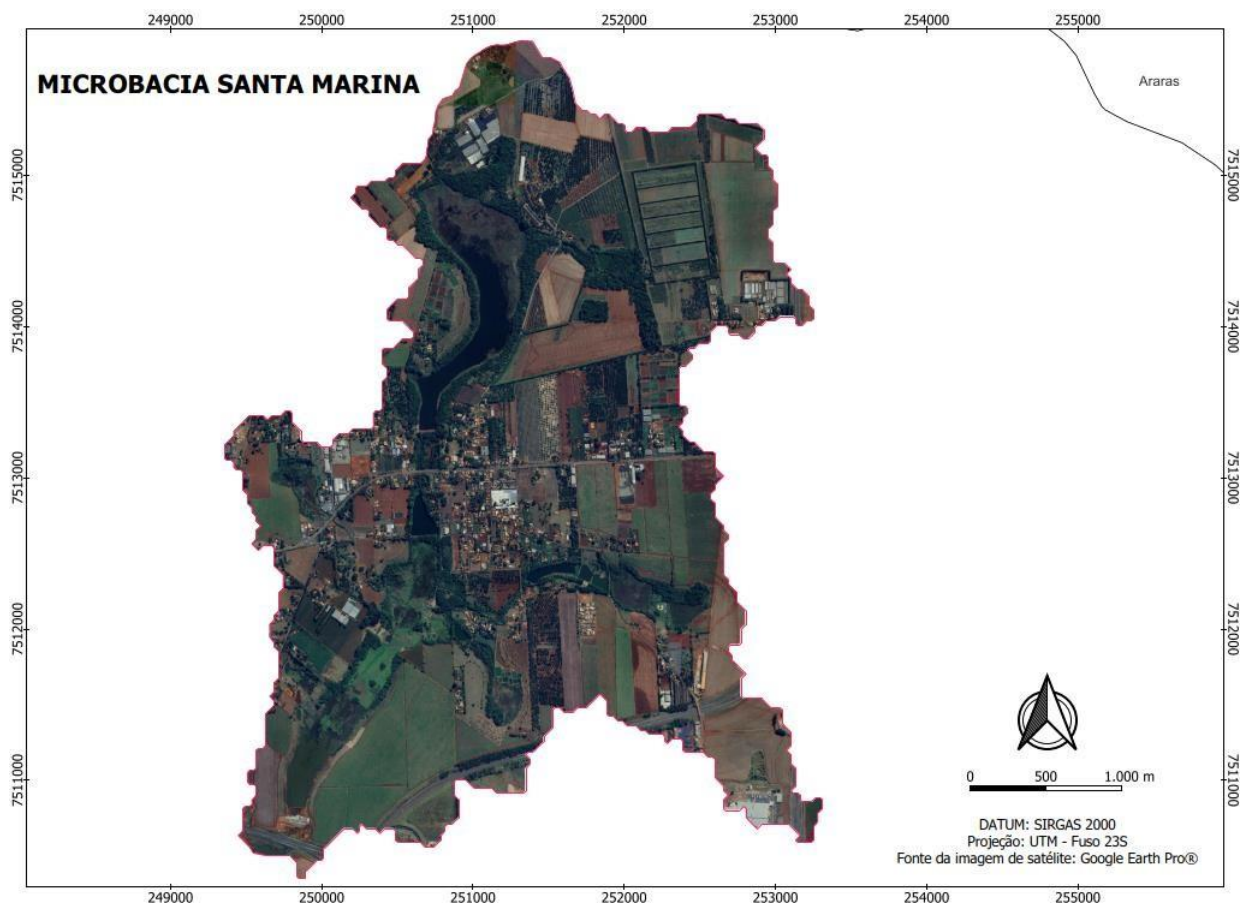 249000 250000 251000 252000 253000 254000 255000
MICROBACIA SANTA MARINA
Araras
7515000 7515000
7514000 7514000
7513000 7513000
7512000 7512000
7511000 7511000
0 500 1.000 m
DATUM: SIRGAS 2000
Projeção: UTM - Fuso 23S
Fonte da imagem de satélite: Google Earth Pro®
249000 250000 251000 252000 253000 254000 255000